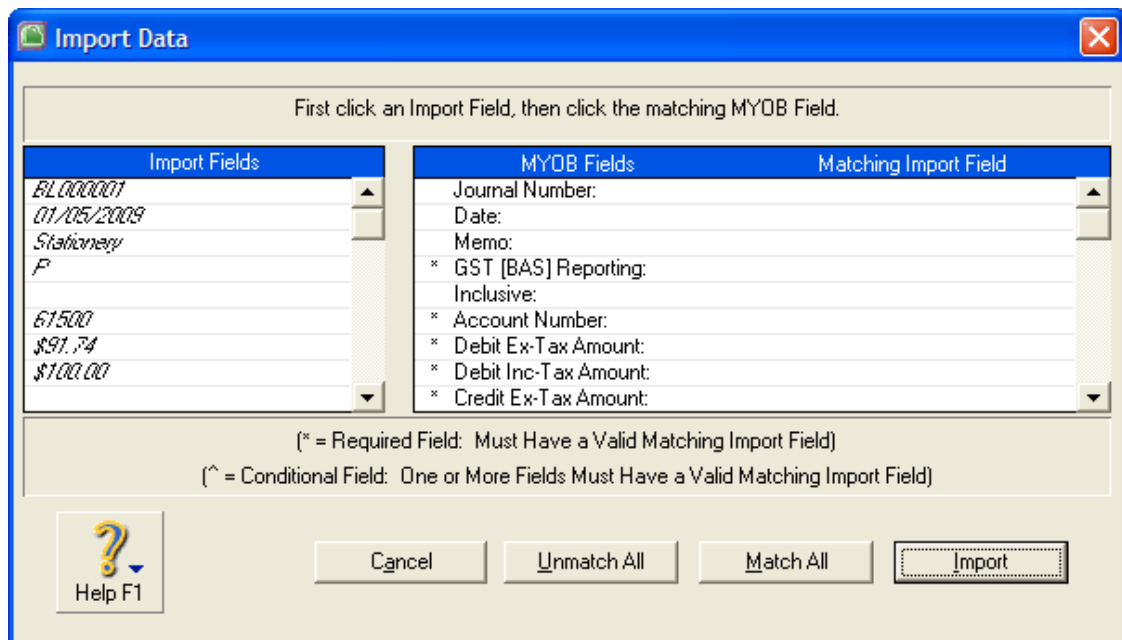 Import Data
First click an Import Field, then click the matching MYOB Field.
Import Fields
BL000001
01/05/2009
Stationery
P
61500
$91.74
$100.00
MYOB Fields Matching Import Field
Journal Number:
Date:
Memo:
* GST [BAS] Reporting:
Inclusive:
* Account Number:
* Debit Ex-Tax Amount:
* Debit Inc-Tax Amount:
* Credit Ex-Tax Amount:
(* = Required Field: Must Have a Valid Matching Import Field)
(^ = Conditional Field: One or More Fields Must Have a Valid Matching Import Field)
Help F1
Cancel
Unmatch All
Match All
Import